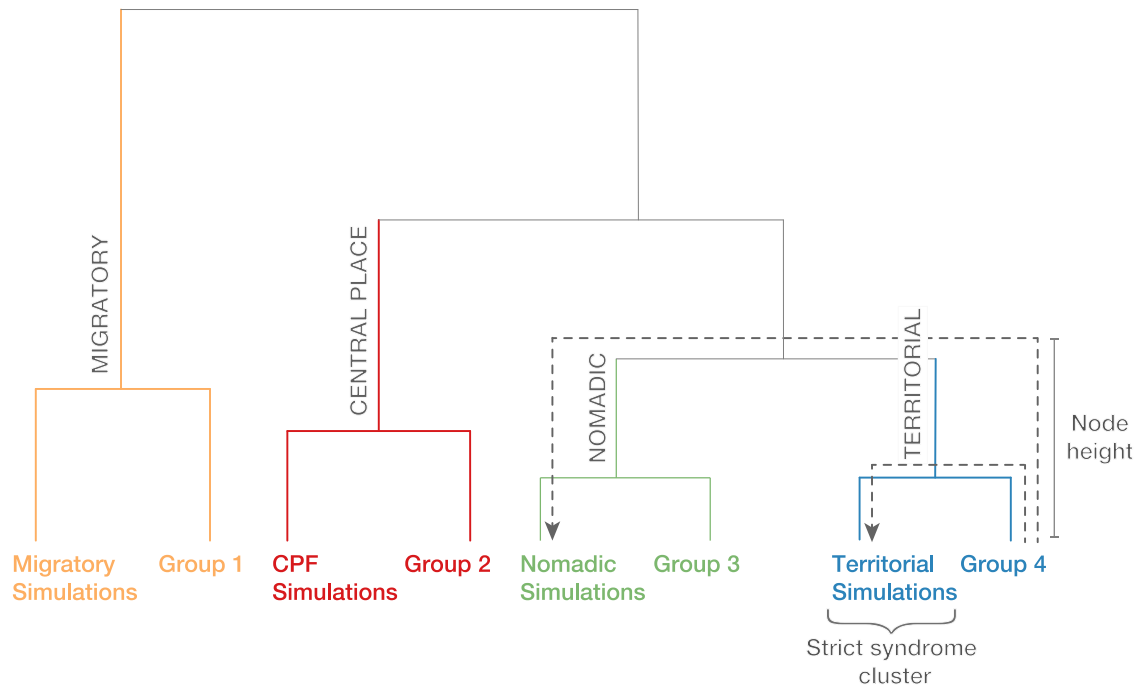 MIGRATORY
CENTRAL PLACE
NOMADIC
TERRITORIAL
Node
height
Migratory
Simulations
Group 1
CPF
Simulations
Group 2
Nomadic
Simulations
Group 3
Territorial
Simulations
Group 4
Strict syndrome
cluster